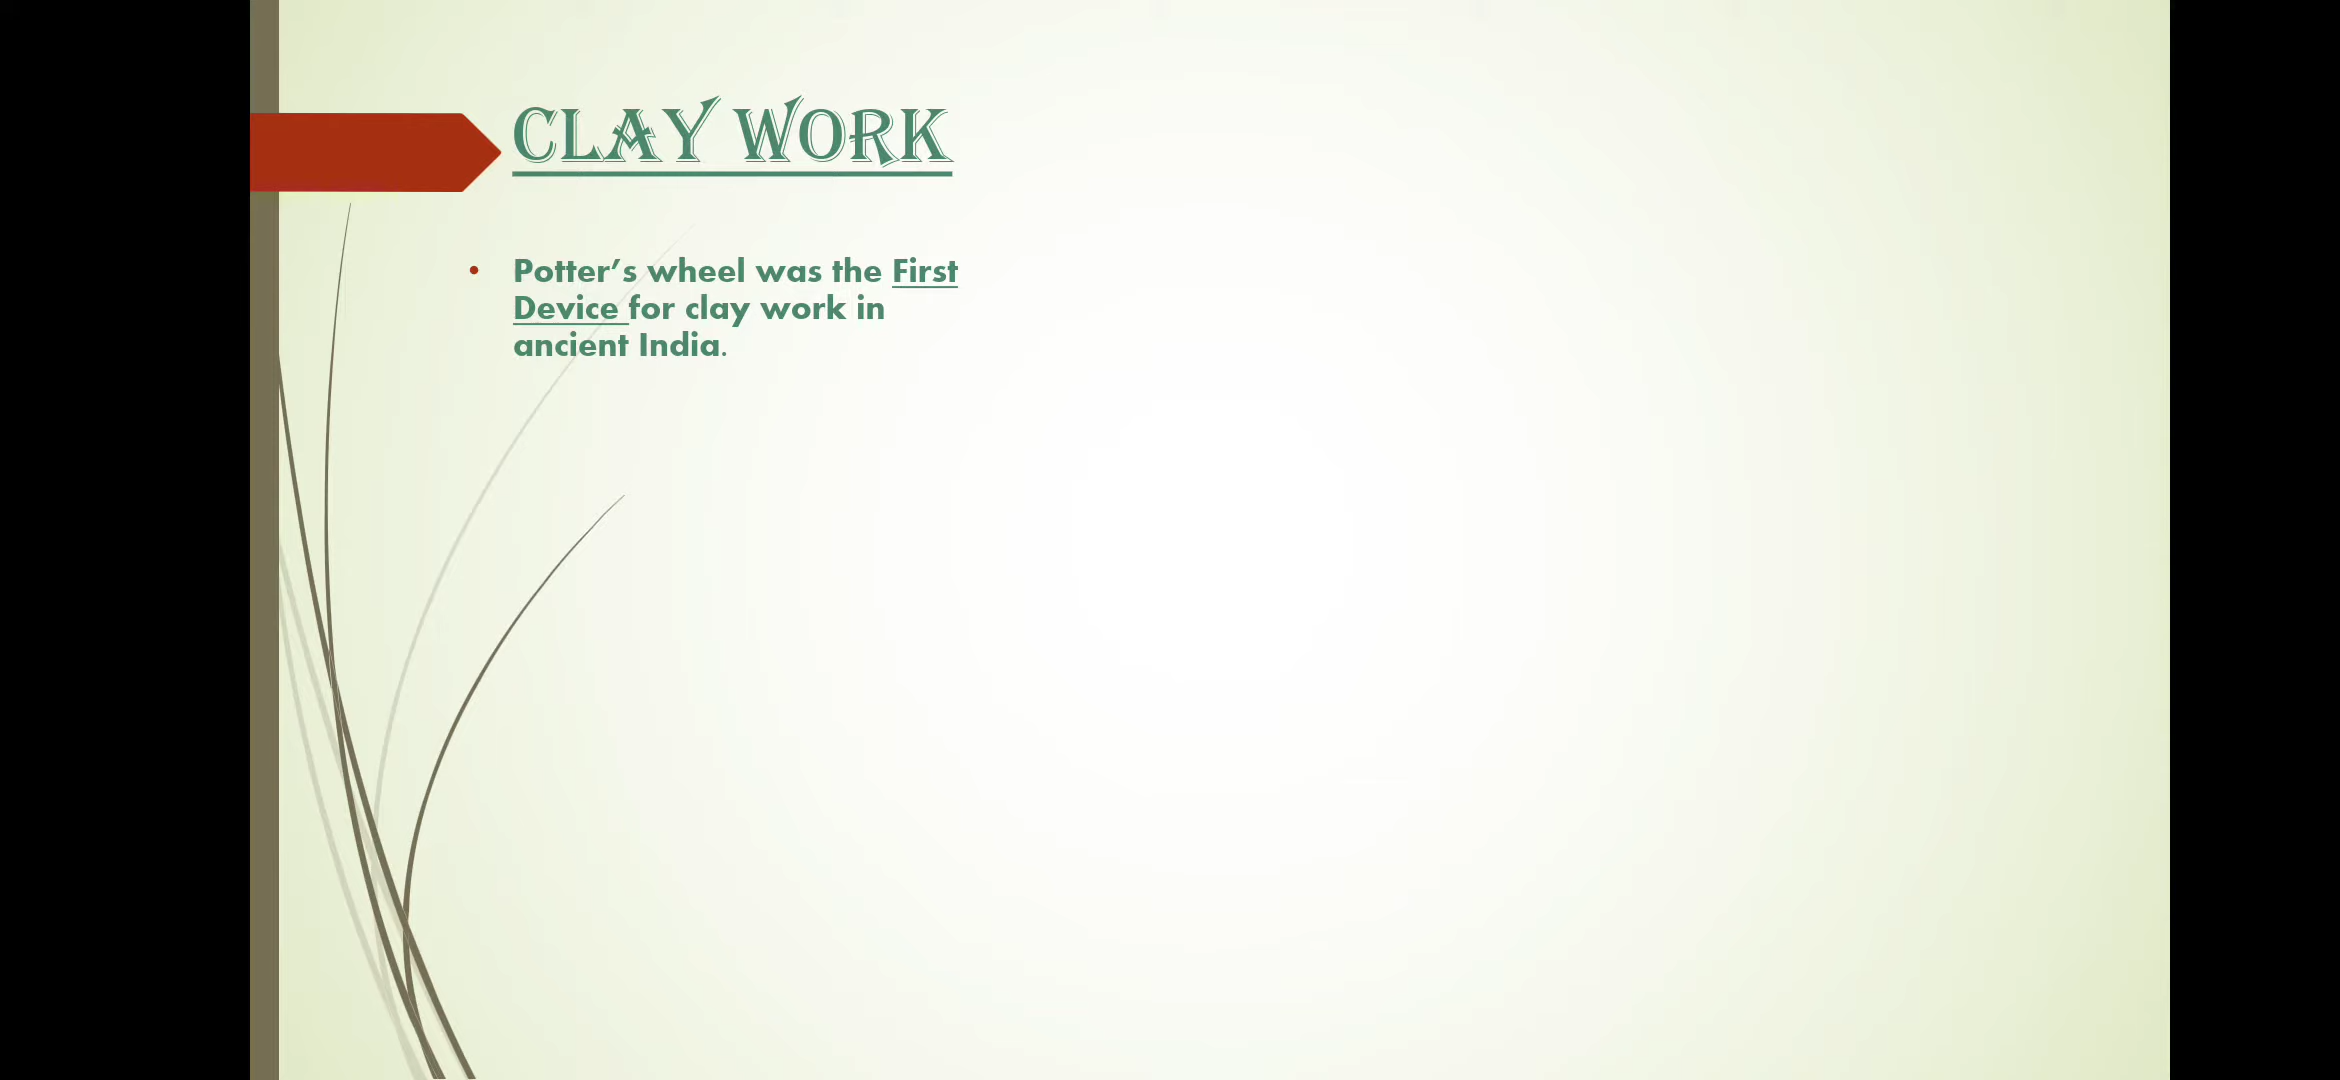 CLAY WORK
• Potter’s wheel was the First
Device for clay work in
ancient India.